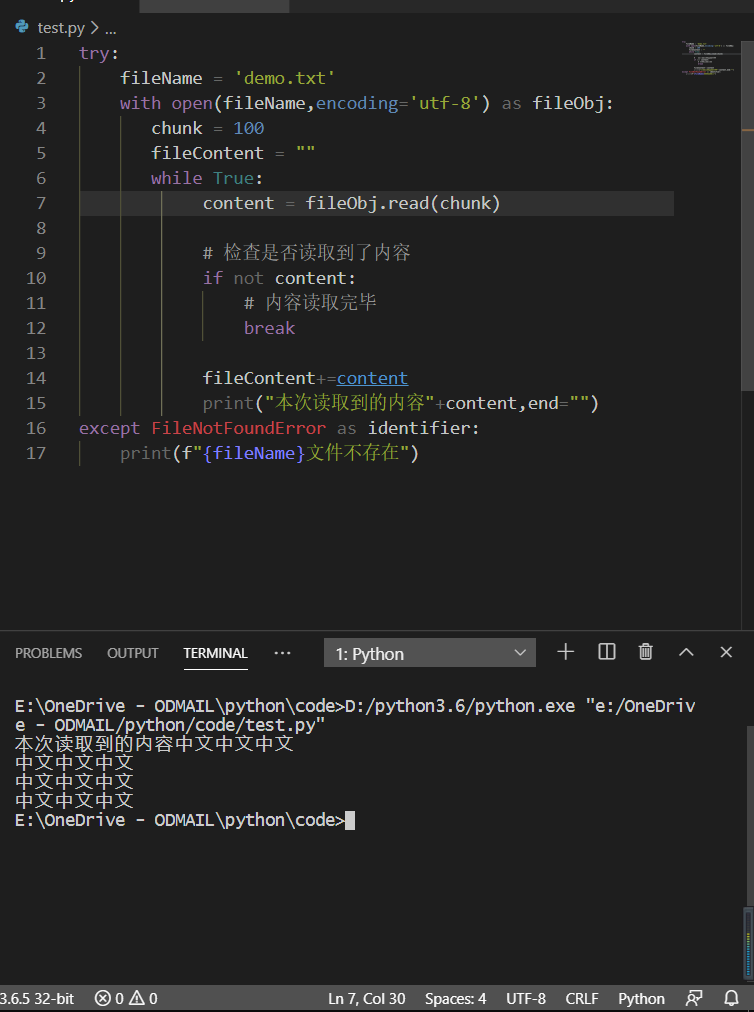 test.py > ...
1 try:
2     fileName = 'demo.txt'
3     with open(fileName,encoding='utf-8') as fileObj:
4        chunk = 100
5        fileContent = ""
6        while True:
7             content = fileObj.read(chunk)
8
9             # 检查是否读取到了内容
10             if not content:
11                 # 内容读取完毕
12                 break
13
14             fileContent+=content
15             print("本次读取到的内容"+content,end="")
16 except FileNotFoundError as identifier:
17     print(f"{fileName}文件不存在")
PROBLEMS OUTPUT TERMINAL ... 1: Python
E:\OneDrive - ODMAIL\python\code>D:/python3.6/python.exe "e:/OneDriv
e - ODMAIL/python/code/test.py"
本次读取到的内容中文中文中文
中文中文中文
中文中文中文
中文中文中文
E:\OneDrive - ODMAIL\python\code>
3.6.5 32-bit 0 0 Ln 7, Col 30 Spaces: 4 UTF-8 CRLF Python